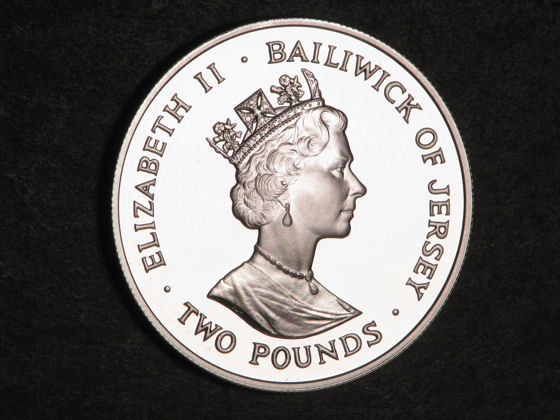 ELIZABETH II · BAILIWICK OF JERSEY ·
TWO POUNDS ·